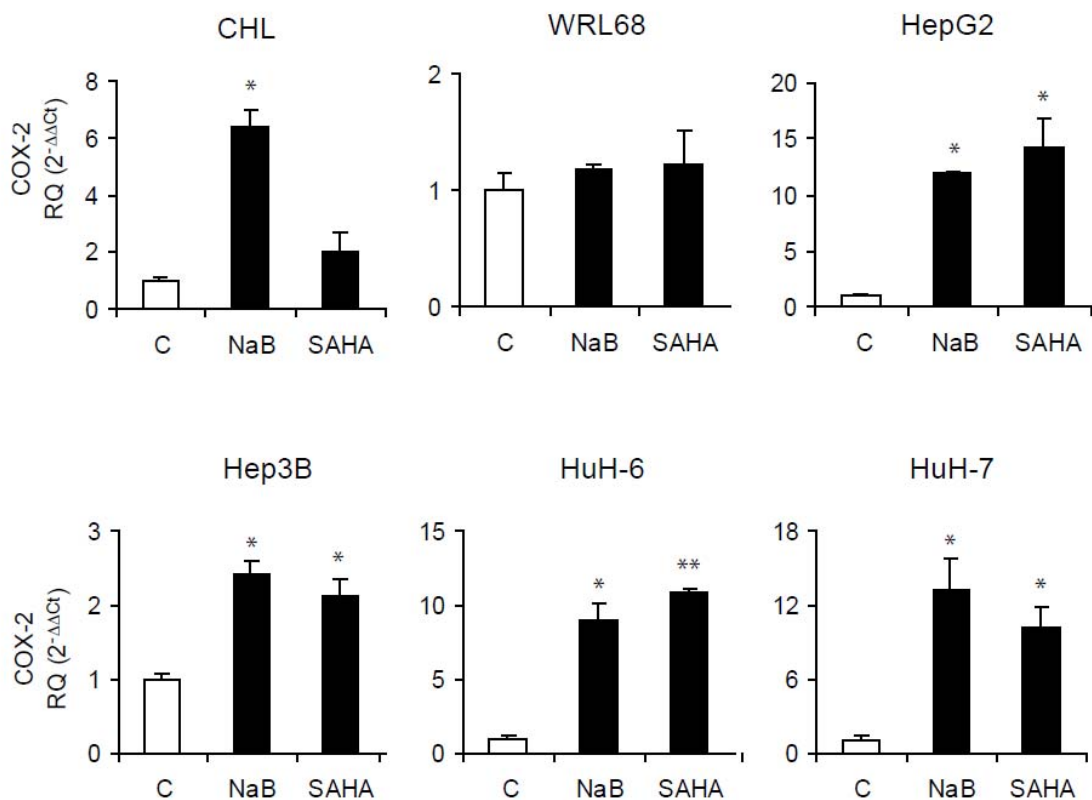 CHL
COX-2
RQ (2-ΔΔCt)
8
6
4
2
0
*
C NaB SAHA
WRL68
2
1
0
C NaB SAHA
HepG2
20
15
10
5
0
*
*
C NaB SAHA
Hep3B
COX-2
RQ (2-ΔΔCt)
3
2
1
0
*
*
C NaB SAHA
HuH-6
15
10
5
0
*
**
C NaB SAHA
HuH-7
18
12
6
0
*
*
C NaB SAHA